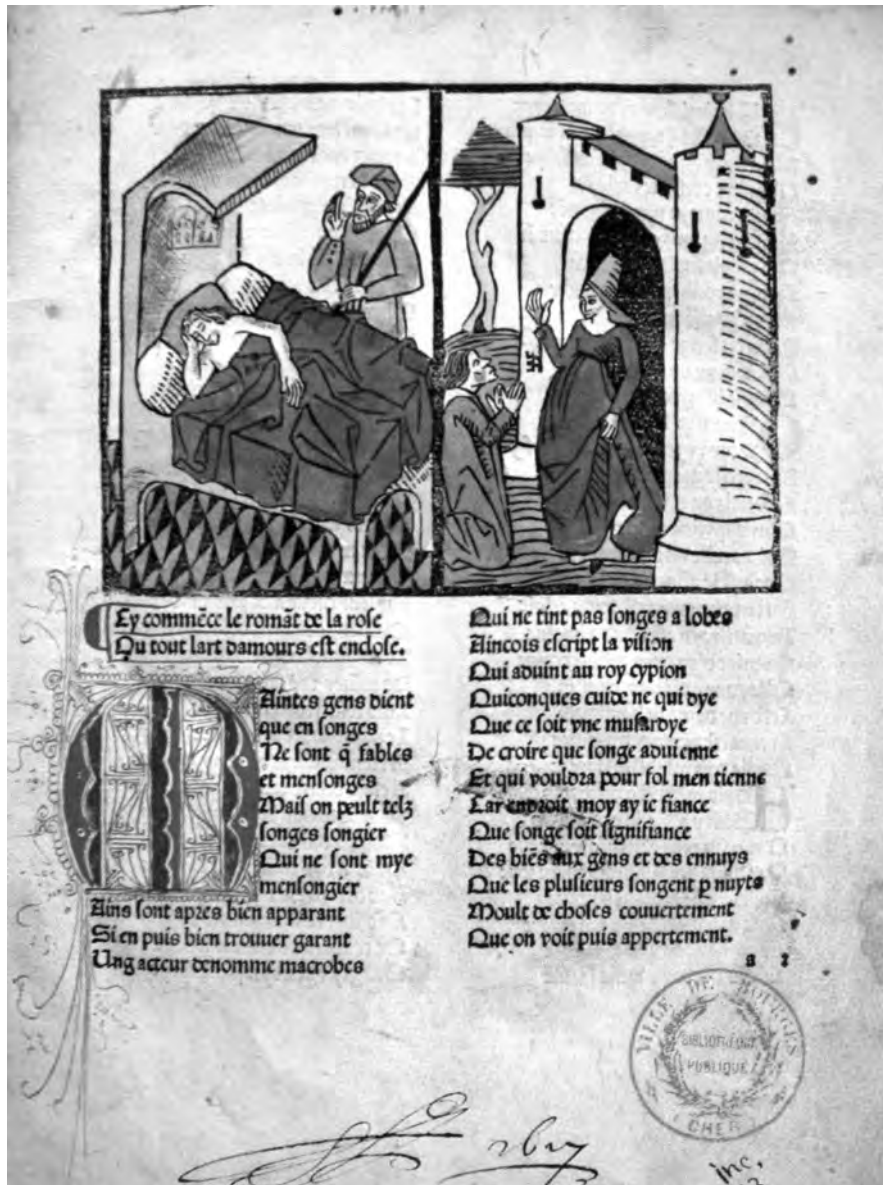 Cy commēce le romāt de la rose
Ou tout lart damours est enclose.
Maintes gens dient
que en songes
Ne sont q̄ fables
et mensonges
Mais on peult telz
songes songier
Qui ne sont mye
mensongier
Ains sont apres bien apparant
Si en puis bien trouuer garant
Ung acteur denomme macrobes
Qui ne tint pas songes a lobes
Aincois escript la vision
Qui aduint au roy cypion
Quiconques cuide ne qui dye
Que ce soit vne musardye
De croire que songe aduienne
Et qui vouldra pour fol men tienne
Car endroit moy ay ie fiance
Que songe soit signifiance
Des biēs aux gens et des ennuys
Que les plusieurs songent p nuyts
Moult de choses couuertement
Que on voit puis appertement.
a 2
VILLE DE BOURGES
BIBLIOTHEQUE
PUBLIQUE
(CHER)
inc.